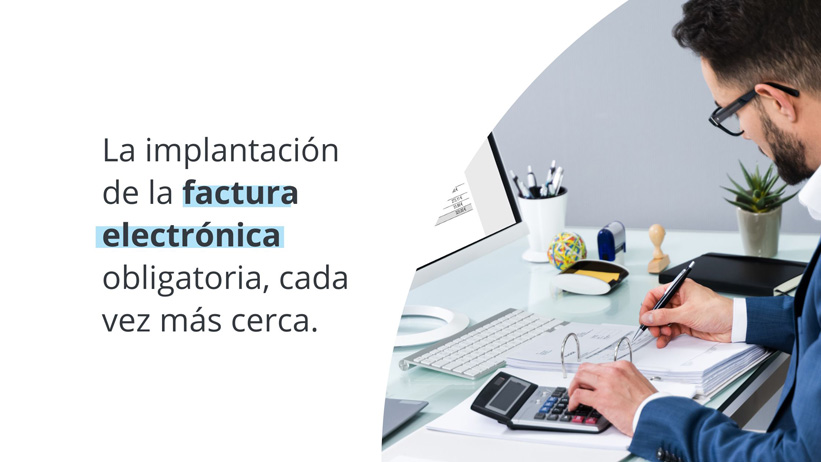 La implantación
de la factura
electrónica
obligatoria, cada
vez más cerca.